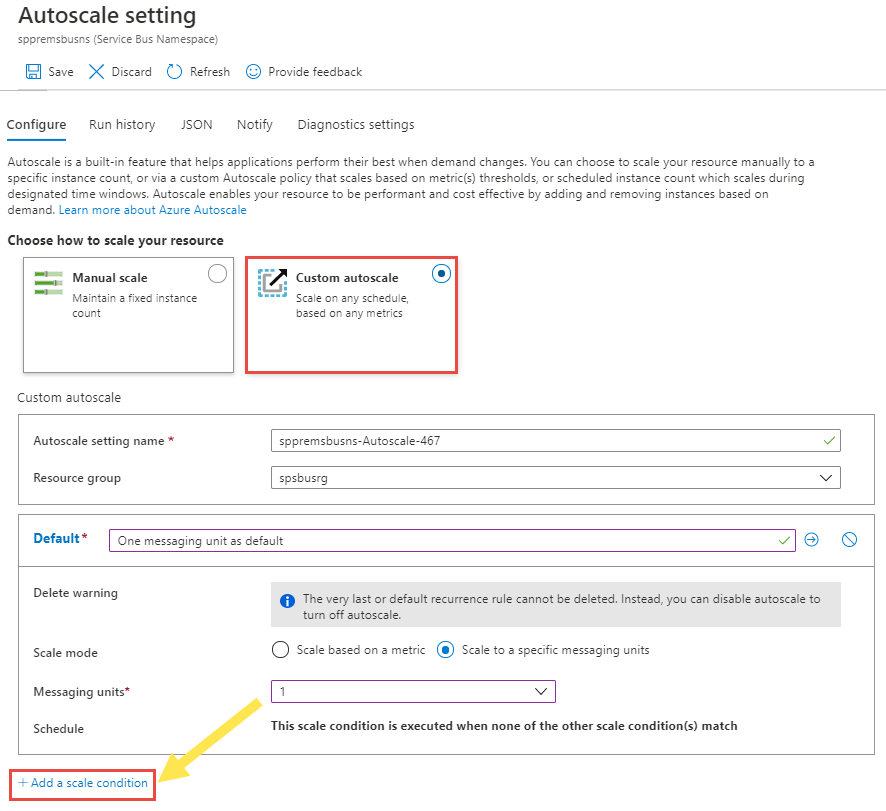 Autoscale setting
sppremsbusns (Service Bus Namespace)
Save Discard Refresh Provide feedback
Configure Run history JSON Notify Diagnostics settings
Autoscale is a built-in feature that helps applications perform their best when demand changes. You can choose to scale your resource manually to a
specific instance count, or via a custom Autoscale policy that scales based on metric(s) thresholds, or scheduled instance count which scales during
designated time windows. Autoscale enables your resource to be performant and cost effective by adding and removing instances based on
demand. Learn more about Azure Autoscale
Choose how to scale your resource
Manual scale
Maintain a fixed instance
count
Custom autoscale
Scale on any schedule,
based on any metrics
Custom autoscale
Autoscale setting name * sppremsbusns-Autoscale-467
Resource group spsbusrg
Default* One messaging unit as default
Delete warning
The very last or default recurrence rule cannot be deleted. Instead, you can disable autoscale to
turn off autoscale.
Scale mode Scale based on a metric Scale to a specific messaging units
Messaging units* 1
Schedule This scale condition is executed when none of the other scale condition(s) match
+ Add a scale condition